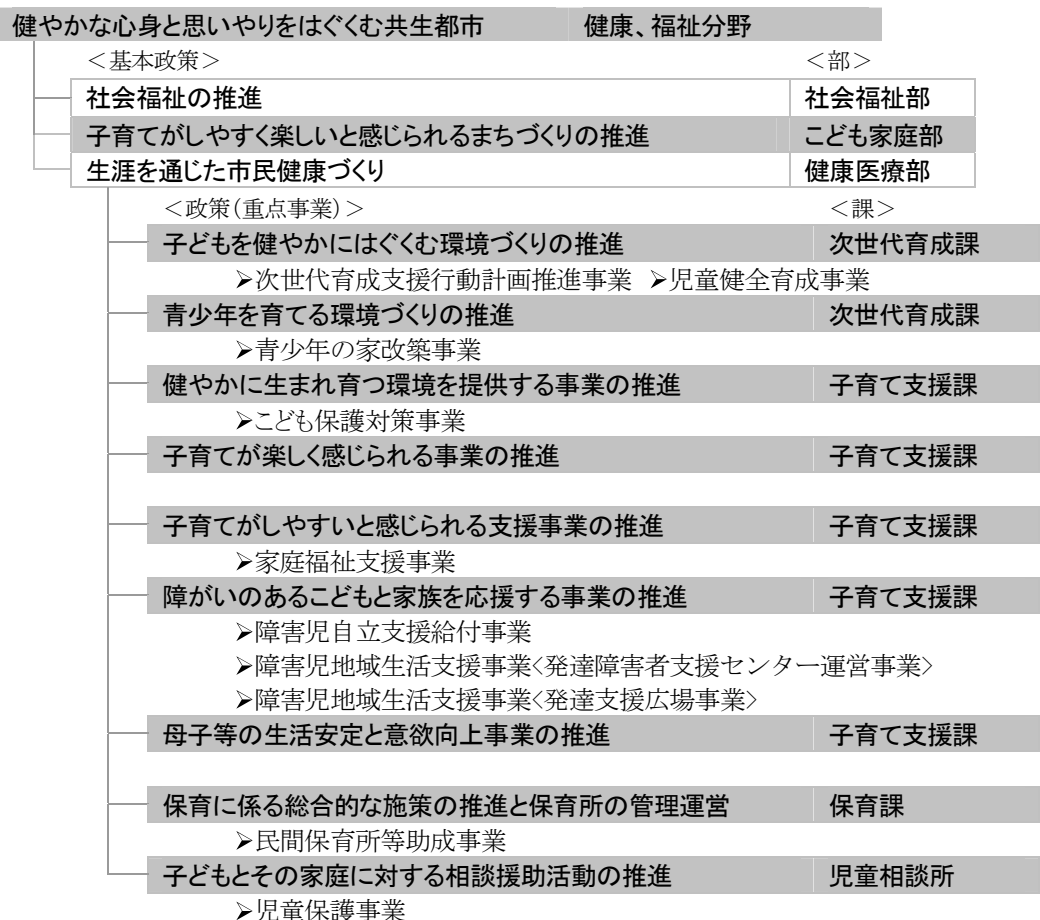 健やかな心身と思いやりをはぐくむ共生都市 健康、福祉分野
＜基本政策＞ ＜部＞
社会福祉の推進 社会福祉部
子育てがしやすく楽しいと感じられるまちづくりの推進 こども家庭部
生涯を通じた市民健康づくり 健康医療部
＜政策(重点事業)＞ ＜課＞
子どもを健やかにはぐくむ環境づくりの推進 次世代育成課
➢次世代育成支援行動計画推進事業 ➢児童健全育成事業
青少年を育てる環境づくりの推進 次世代育成課
➢青少年の家改築事業
健やかに生まれ育つ環境を提供する事業の推進 子育て支援課
➢こども保護対策事業
子育てが楽しく感じられる事業の推進 子育て支援課
子育てがしやすいと感じられる支援事業の推進 子育て支援課
➢家庭福祉支援事業
障がいのあるこどもと家族を応援する事業の推進 子育て支援課
➢障害児自立支援給付事業
➢障害児地域生活支援事業<発達障害者支援センター運営事業>
➢障害児地域生活支援事業<発達支援広場事業>
母子等の生活安定と意欲向上事業の推進 子育て支援課
保育に係る総合的な施策の推進と保育所の管理運営 保育課
➢民間保育所等助成事業
子どもとその家庭に対する相談援助活動の推進 児童相談所
➢児童保護事業